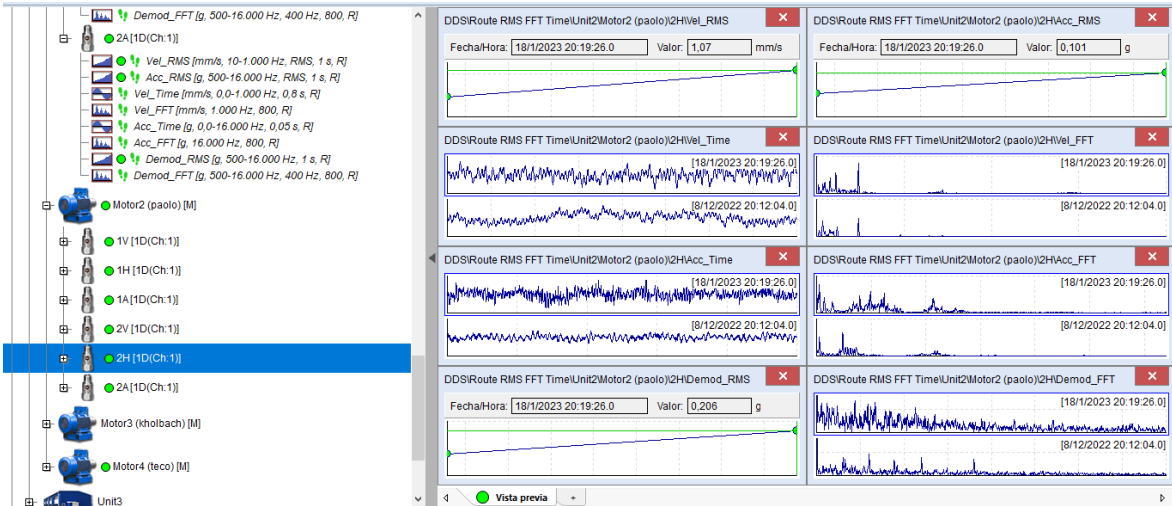 Demod_FFT [g, 500-16.000 Hz, 400 Hz, 800, R]
2A [1D(Ch:1)]
Vel_RMS [mm/s, 10-1.000 Hz, RMS, 1 s, R]
Acc_RMS [g, 500-16.000 Hz, RMS, 1 s, R]
Vel_Time [mm/s, 0,0-1.000 Hz, 0,8 s, R]
Vel_FFT [mm/s, 1.000 Hz, 800, R]
Acc_Time [g, 0,0-16.000 Hz, 0,05 s, R]
Acc_FFT [g, 16.000 Hz, 800, R]
Demod_RMS [g, 500-16.000 Hz, 1 s, R]
Demod_FFT [g, 500-16.000 Hz, 400 Hz, 800, R]
Motor2 (paolo) [M]
1V [1D(Ch:1)]
1H [1D(Ch:1)]
1A [1D(Ch:1)]
2V [1D(Ch:1)]
2H [1D(Ch:1)]
2A [1D(Ch:1)]
Motor3 (kholbach) [M]
Motor4 (teco) [M]
Unit3
DDS\Route RMS FFT Time\Unit2\Motor2 (paolo)\2H\Vel_RMS
Fecha/Hora: 18/1/2023 20:19:26.0 Valor: 1,07 mm/s
DDS\Route RMS FFT Time\Unit2\Motor2 (paolo)\2H\Acc_RMS
Fecha/Hora: 18/1/2023 20:19:26.0 Valor: 0,101 g
DDS\Route RMS FFT Time\Unit2\Motor2 (paolo)\2H\Vel_Time
[18/1/2023 20:19:26.0]
[8/12/2022 20:12:04.0]
DDS\Route RMS FFT Time\Unit2\Motor2 (paolo)\2H\Vel_FFT
[18/1/2023 20:19:26.0]
[8/12/2022 20:12:04.0]
DDS\Route RMS FFT Time\Unit2\Motor2 (paolo)\2H\Acc_Time
[18/1/2023 20:19:26.0]
[8/12/2022 20:12:04.0]
DDS\Route RMS FFT Time\Unit2\Motor2 (paolo)\2H\Acc_FFT
[18/1/2023 20:19:26.0]
[8/12/2022 20:12:04.0]
DDS\Route RMS FFT Time\Unit2\Motor2 (paolo)\2H\Demod_RMS
Fecha/Hora: 18/1/2023 20:19:26.0 Valor: 0,206 g
DDS\Route RMS FFT Time\Unit2\Motor2 (paolo)\2H\Demod_FFT
[18/1/2023 20:19:26.0]
[8/12/2022 20:12:04.0]
Vista previa +